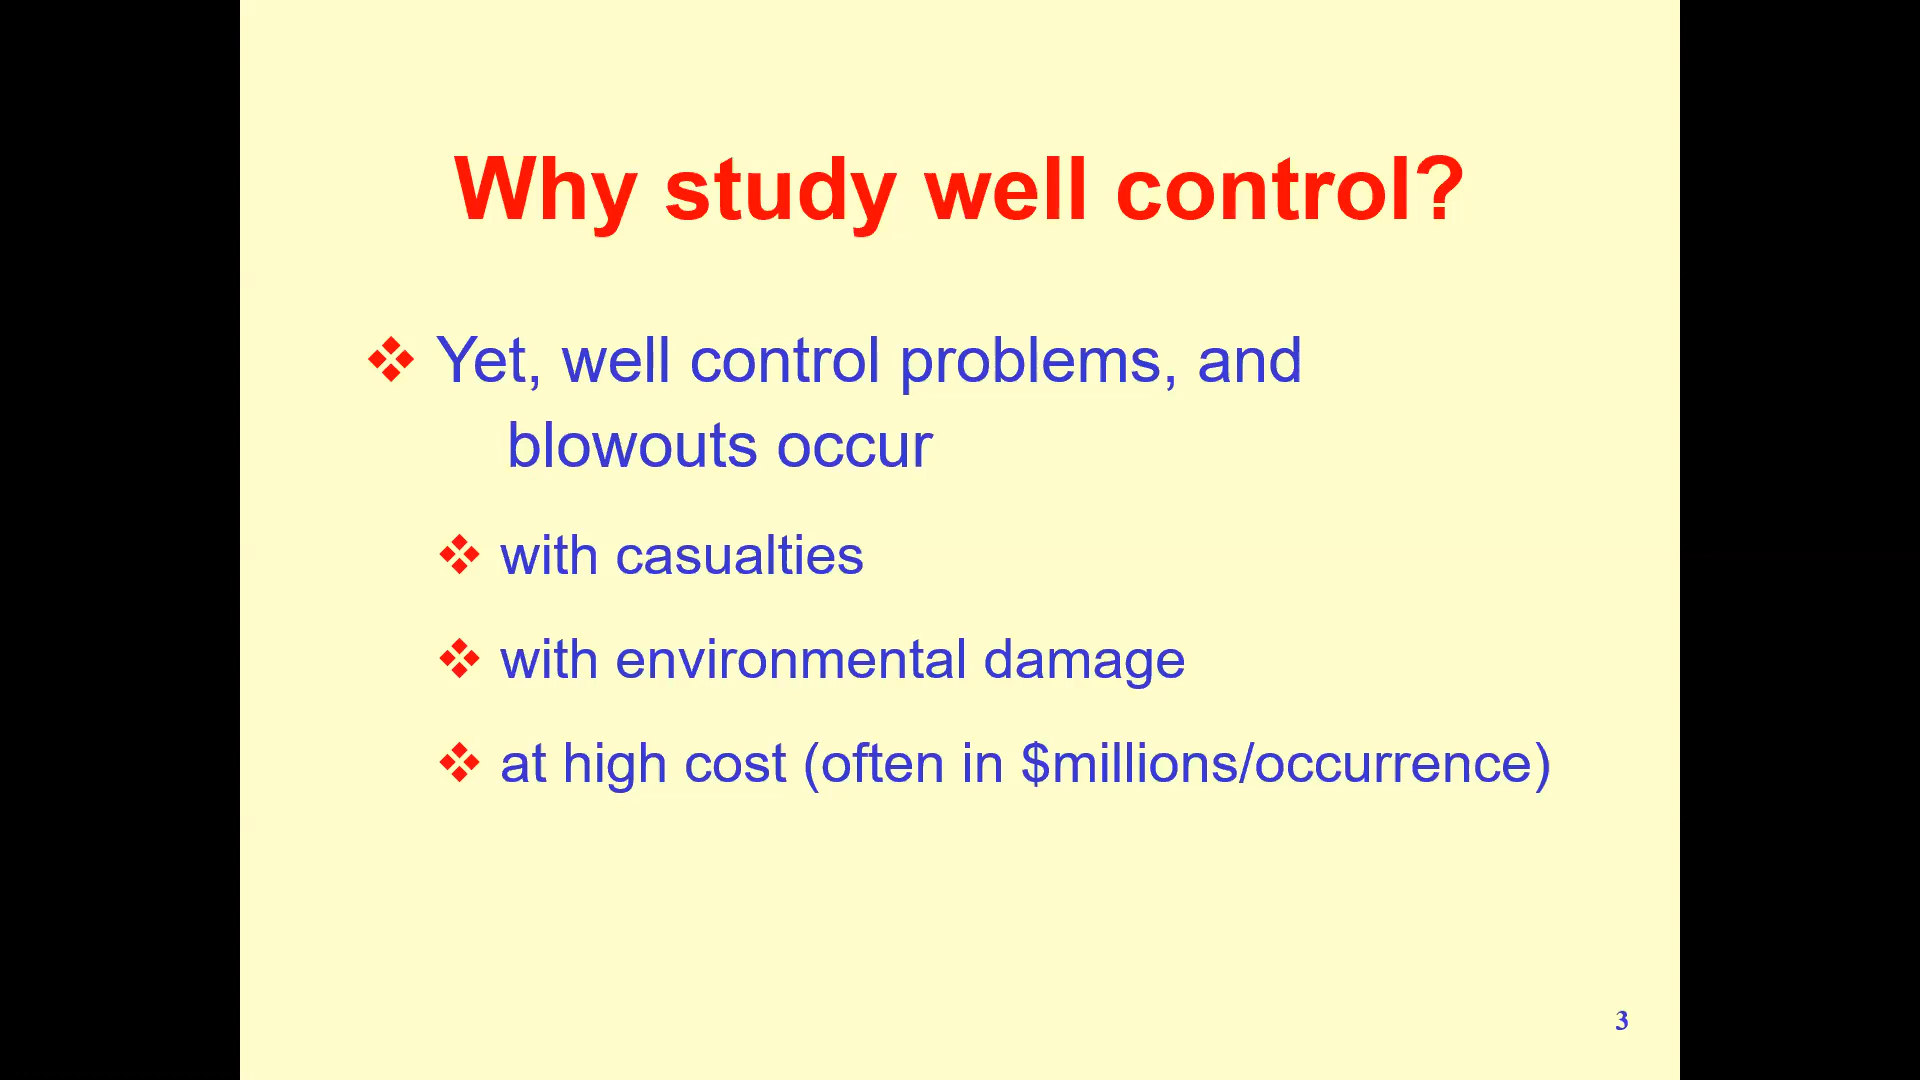 Why study well control?
Yet, well control problems, and
blowouts occur
with casualties
with environmental damage
at high cost (often in $millions/occurrence)
3